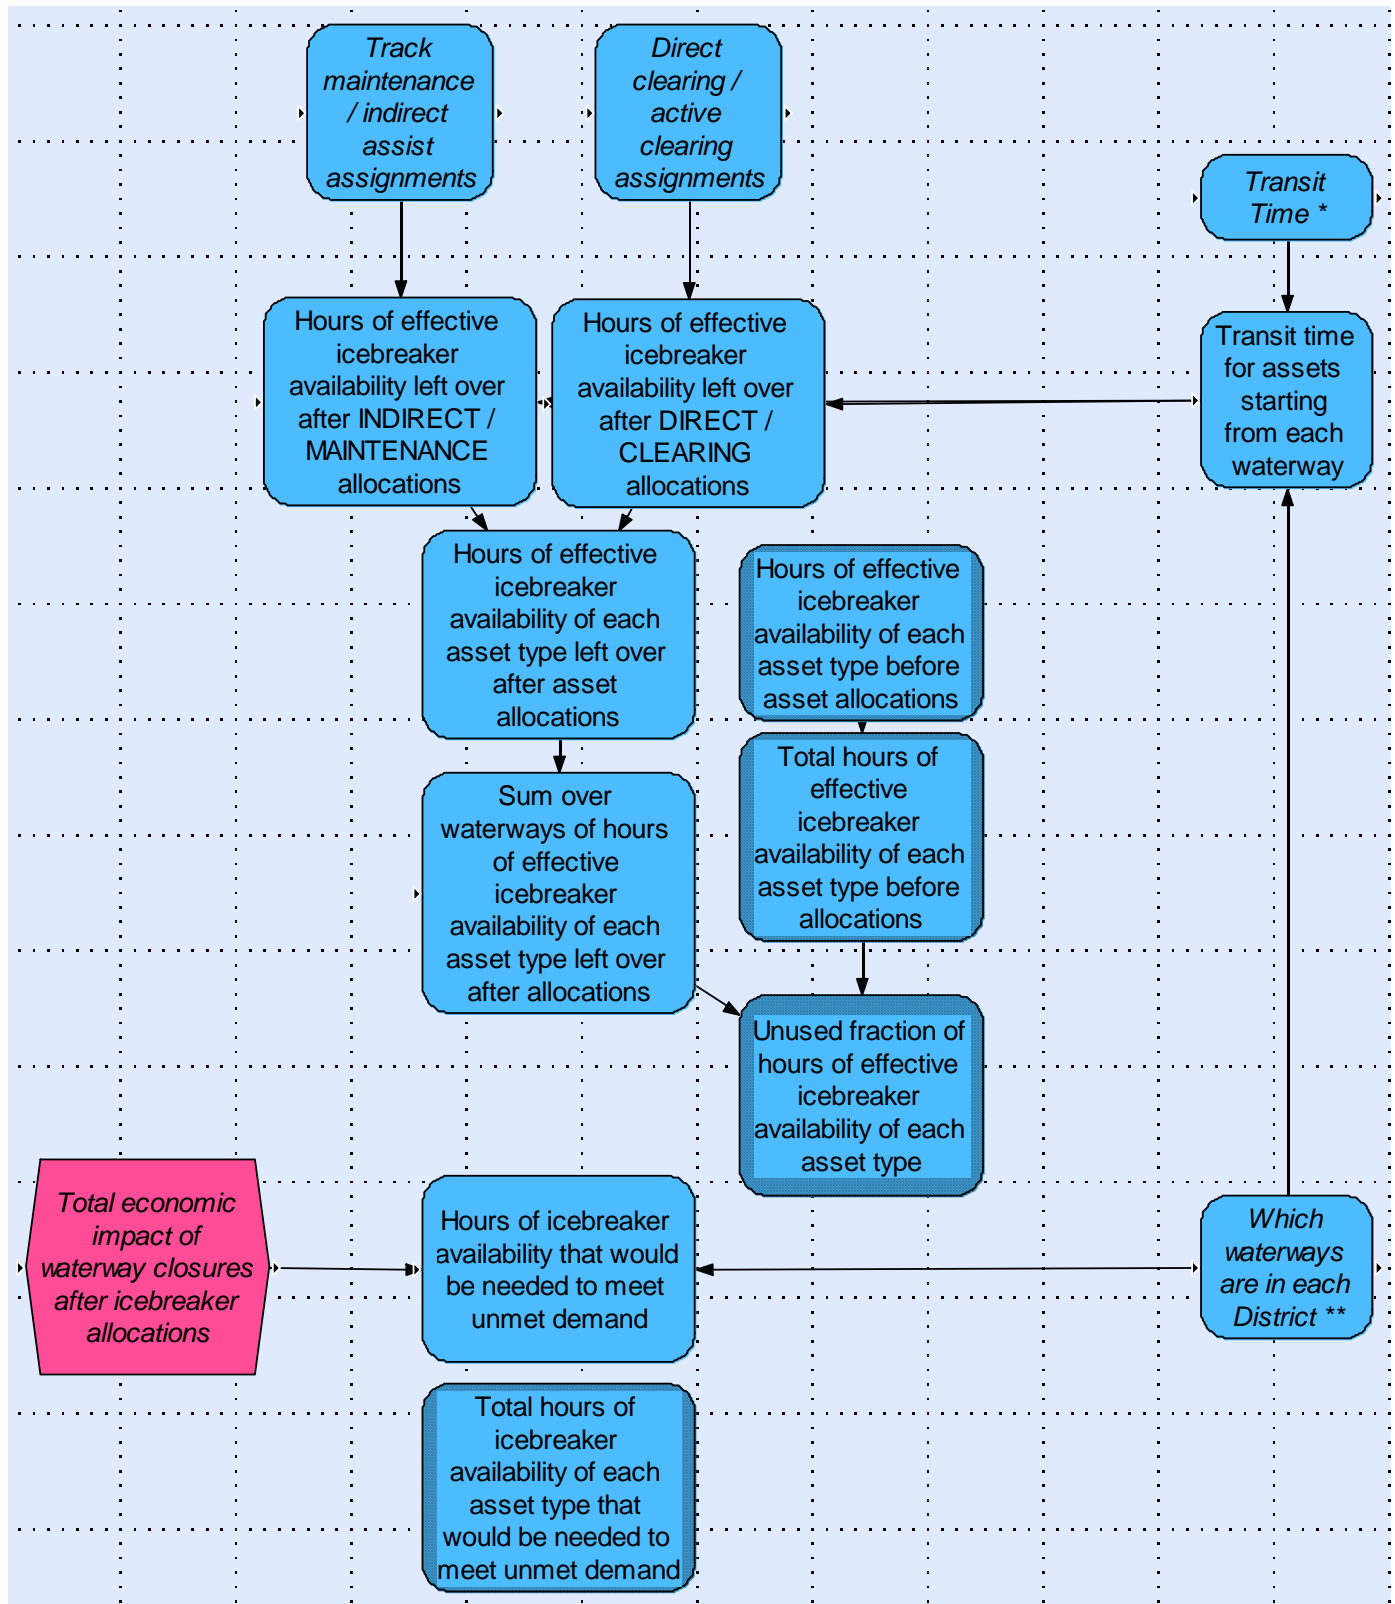 Track
maintenance
/ indirect
assist
assignments
Direct
clearing /
active
clearing
assignments
Transit
Time *
Hours of effective
icebreaker
availability left over
after INDIRECT /
MAINTENANCE
allocations
Hours of effective
icebreaker
availability left over
after DIRECT /
CLEARING
allocations
Transit time
for assets
starting
from each
waterway
Hours of effective
icebreaker
availability of each
asset type left over
after asset
allocations
Hours of effective
icebreaker
availability of each
asset type before
asset allocations
Total hours of
effective
icebreaker
availability of each
asset type before
allocations
Sum over
waterways of hours
of effective
icebreaker
availability of each
asset type left over
after allocations
Unused fraction of
hours of effective
icebreaker
availability of each
asset type
Total economic
impact of
waterway closures
after icebreaker
allocations
Hours of icebreaker
availability that would
be needed to meet
unmet demand
Which
waterways
are in each
District **
Total hours of
icebreaker
availability of each
asset type that
would be needed to
meet unmet demand